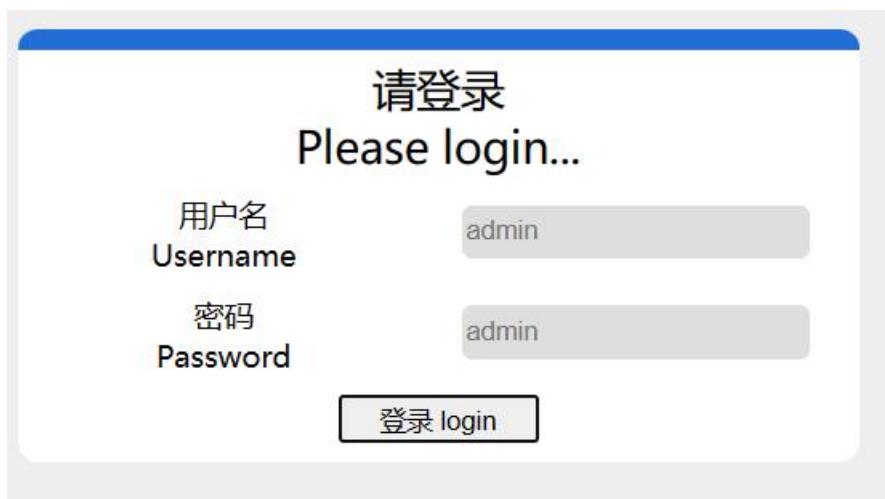 请登录
Please login...
用户名
Username
admin
密码
Password
admin
登录 login